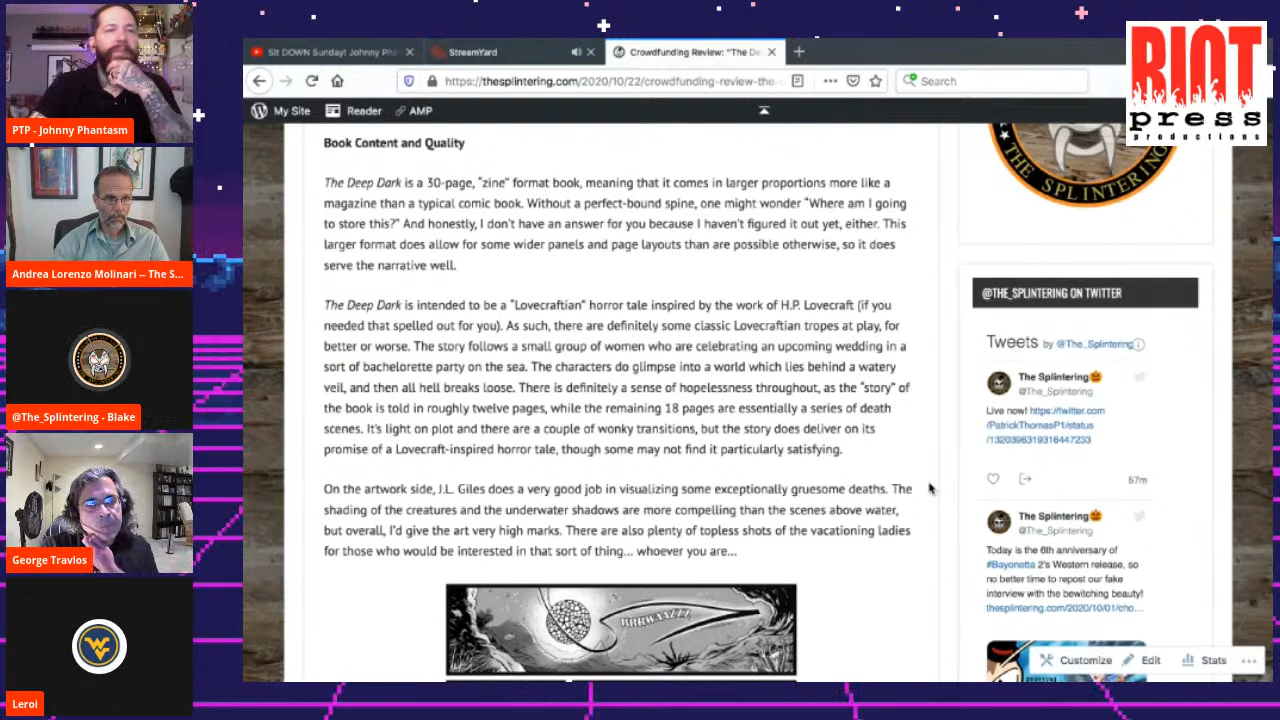 PTP - Johnny Phantasm
Andrea Lorenzo Molinari -- The S...
@The_Splintering - Blake
George Travlos
Leroi
Sit DOWN Sunday! Johnny Pha
StreamYard
Crowdfunding Review: "The De
https://thesplintering.com/2020/10/22/crowdfunding-review-the-
Search
My Site
Reader
AMP
RIOT
press
productions
Book Content and Quality
The Deep Dark is a 30-page, "zine" format book, meaning that it comes in larger proportions more like a
magazine than a typical comic book. Without a perfect-bound spine, one might wonder "Where am I going
to store this?" And honestly, I don't have an answer for you because I haven't figured it out yet, either. This
larger format does allow for some wider panels and page layouts than are possible otherwise, so it does
serve the narrative well.
The Deep Dark is intended to be a "Lovecraftian" horror tale inspired by the work of H.P. Lovecraft (if you
needed that spelled out for you). As such, there are definitely some classic Lovecraftian tropes at play, for
better or worse. The story follows a small group of women who are celebrating an upcoming wedding in a
sort of bachelorette party on the sea. The characters do glimpse into a world which lies behind a watery
veil, and then all hell breaks loose. There is definitely a sense of hopelessness throughout, as the "story" of
the book is told in roughly twelve pages, while the remaining 18 pages are essentially a series of death
scenes. It's light on plot and there are a couple of wonky transitions, but the story does deliver on its
promise of a Lovecraft-inspired horror tale, though some may not find it particularly satisfying.
On the artwork side, J.L. Giles does a very good job in visualizing some exceptionally gruesome deaths. The
shading of the creatures and the underwater shadows are more compelling than the scenes above water,
but overall, I'd give the art very high marks. There are also plenty of topless shots of the vacationing ladies
for those who would be interested in that sort of thing... whoever you are...
THE SPLINTERING
@THE_SPLINTERING ON TWITTER
Tweets by @The_Splintering
The Splintering
@The_Splintering
Live now! https://twitter.com
/PatrickThomasP1/status
/1320396319316447233
57m
The Splintering
@The_Splintering
Today is the 6th anniversary of
#Bayonetta 2's Western release, so
no better time to repost our fake
interview with the bewitching beauty!
thesplintering.com/2020/10/01/cho...
Customize
Edit
Stats